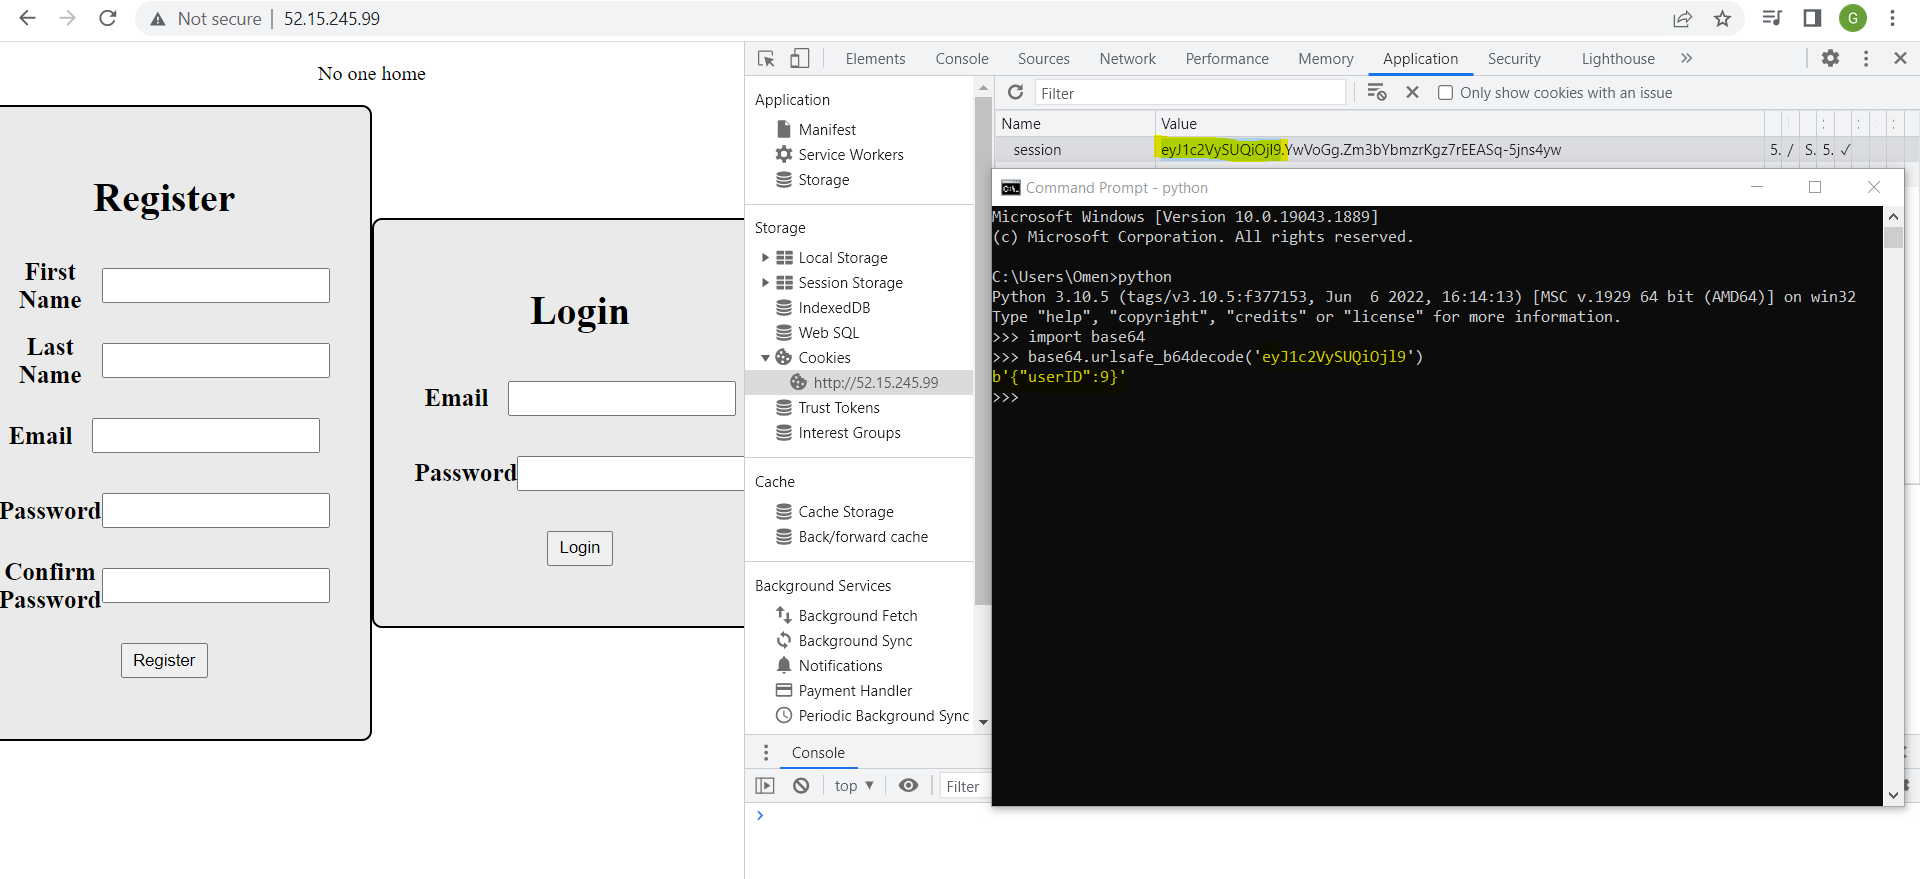 Not secure | 52.15.245.99
G
No one home
Register
First
Name
Last
Name
Email
Password
Confirm
Password
Register
Login
Email
Password
Login
Elements Console Sources Network Performance Memory Application Security Lighthouse »
Application
Manifest
Service Workers
Storage
Storage
Local Storage
Session Storage
IndexedDB
Web SQL
Cookies
http://52.15.245.99
Trust Tokens
Interest Groups
Cache
Cache Storage
Back/forward cache
Background Services
Background Fetch
Background Sync
Notifications
Payment Handler
Periodic Background Sync
Filter
Only show cookies with an issue
Name Value
session eyJ1c2VySUQiOjl9.YwVoGg.Zm3bYbmzrKgz7rEEASq-5jns4yw 5. / S. 5. ✓
Command Prompt - python
Microsoft Windows [Version 10.0.19043.1889]
(c) Microsoft Corporation. All rights reserved.
C:\Users\Omen>python
Python 3.10.5 (tags/v3.10.5:f377153, Jun  6 2022, 16:14:13) [MSC v.1929 64 bit (AMD64)] on win32
Type "help", "copyright", "credits" or "license" for more information.
>>> import base64
>>> base64.urlsafe_b64decode('eyJ1c2VySUQiOjl9')
b'{"userID":9}'
>>>
Console
top ▼
Filter
>